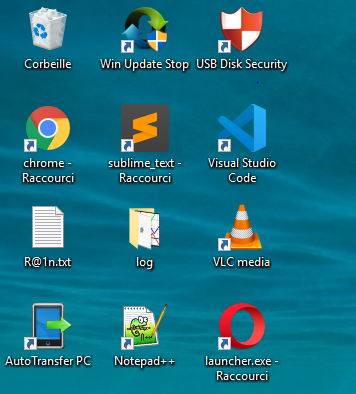 Corbeille
Win Update Stop
USB Disk Security
chrome -
Raccourci
sublime_text -
Raccourci
Visual Studio
Code
R@1n.txt
log
VLC media
AutoTransfer PC
Notepad++
launcher.exe -
Raccourci